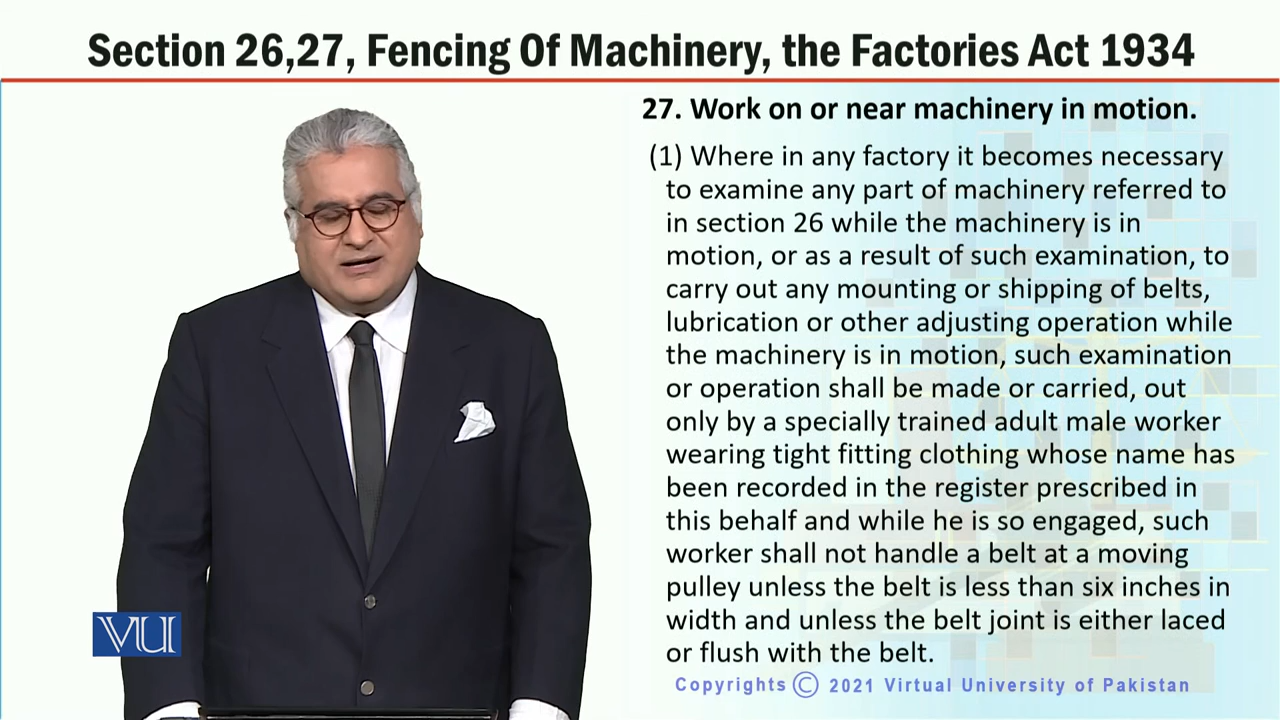 Section 26,27, Fencing Of Machinery, the Factories Act 1934
27. Work on or near machinery in motion.
(1) Where in any factory it becomes necessary
to examine any part of machinery referred to
in section 26 while the machinery is in
motion, or as a result of such examination, to
carry out any mounting or shipping of belts,
lubrication or other adjusting operation while
the machinery is in motion, such examination
or operation shall be made or carried, out
only by a specially trained adult male worker
wearing tight fitting clothing whose name has
been recorded in the register prescribed in
this behalf and while he is so engaged, such
worker shall not handle a belt at a moving
pulley unless the belt is less than six inches in
width and unless the belt joint is either laced
or flush with the belt.
VU
Copyrights © 2021 Virtual University of Pakistan